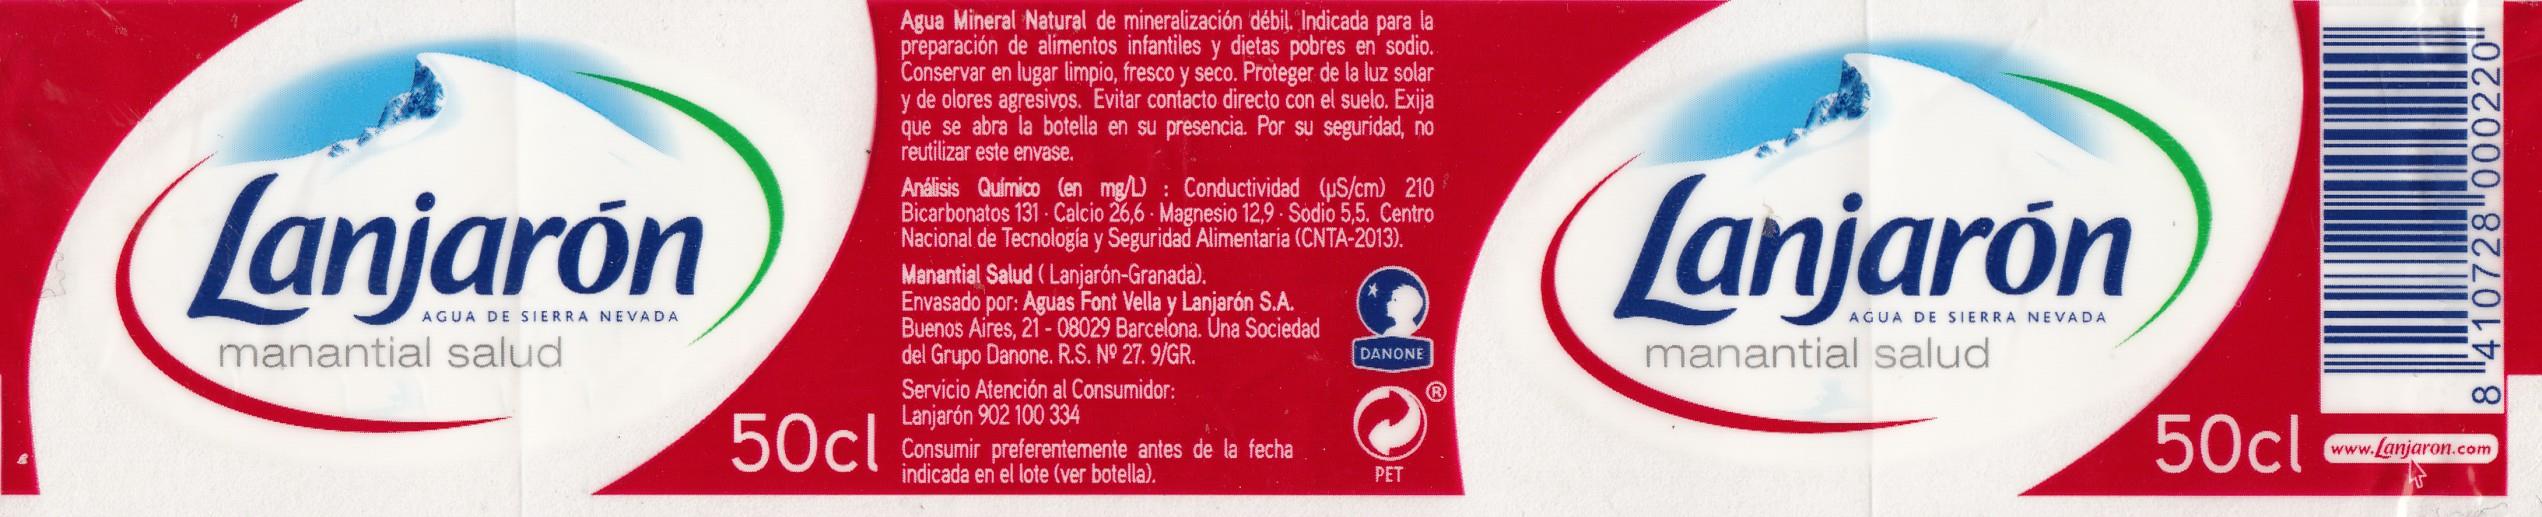 Lanjarón
AGUA DE SIERRA NEVADA
manantial salud
50cl
Agua Mineral Natural de mineralización débil. Indicada para la
preparación de alimentos infantiles y dietas pobres en sodio.
Conservar en lugar limpio, fresco y seco. Proteger de la luz solar
y de olores agresivos. Evitar contacto directo con el suelo. Exija
que se abra la botella en su presencia. Por su seguridad, no
reutilizar este envase.
Análisis Químico (en mg/L) : Conductividad (µS/cm) 210
Bicarbonatos 131 · Calcio 26,6 · Magnesio 12,9 · Sodio 5,5. Centro
Nacional de Tecnología y Seguridad Alimentaria (CNTA-2013).
Manantial Salud ( Lanjarón-Granada).
Envasado por: Aguas Font Vella y Lanjarón S.A.
Buenos Aires, 21 - 08029 Barcelona. Una Sociedad
del Grupo Danone. R.S. Nº 27. 9/GR.
Servicio Atención al Consumidor:
Lanjarón 902 100 334
Consumir preferentemente antes de la fecha
indicada en el lote (ver botella).
DANONE
®
PET
Lanjarón
AGUA DE SIERRA NEVADA
manantial salud
50cl
8 410728 000220
www.Lanjaron.com